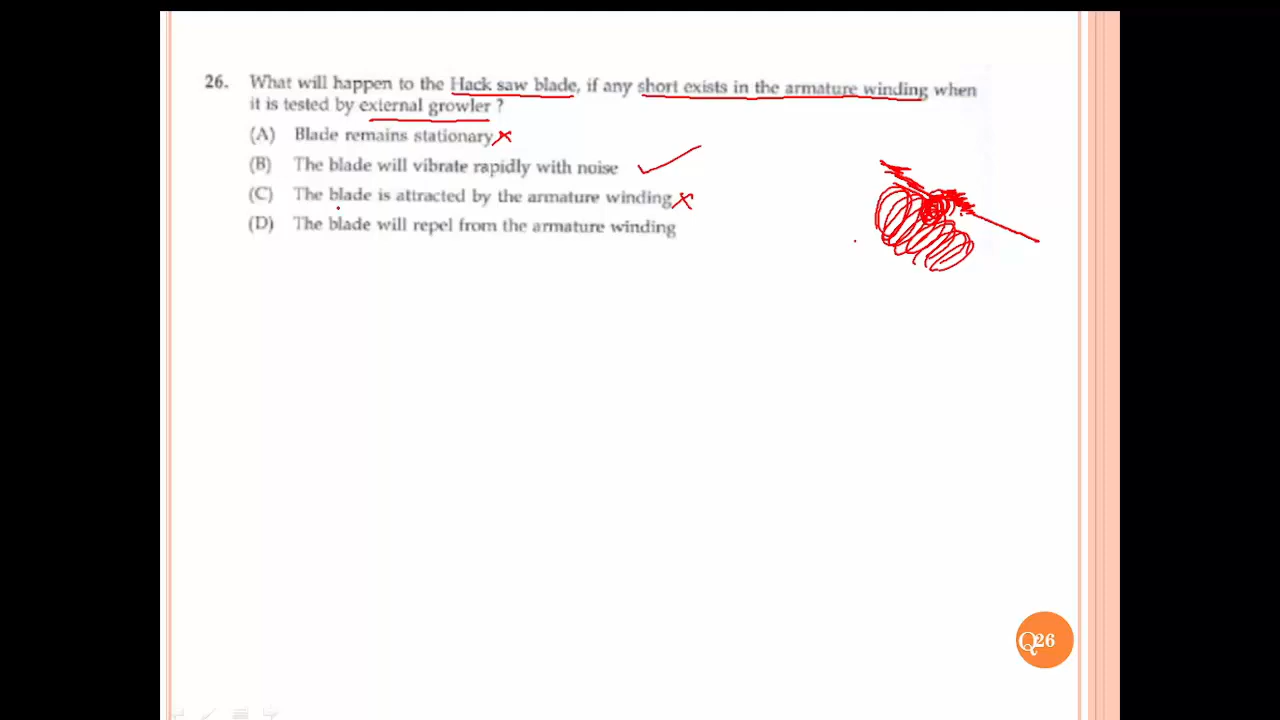 26. What will happen to the Hack saw blade, if any short exists in the armature winding when
it is tested by external growler ?
(A) Blade remains stationary
(B) The blade will vibrate rapidly with noise
(C) The blade is attracted by the armature winding
(D) The blade will repel from the armature winding
Q26